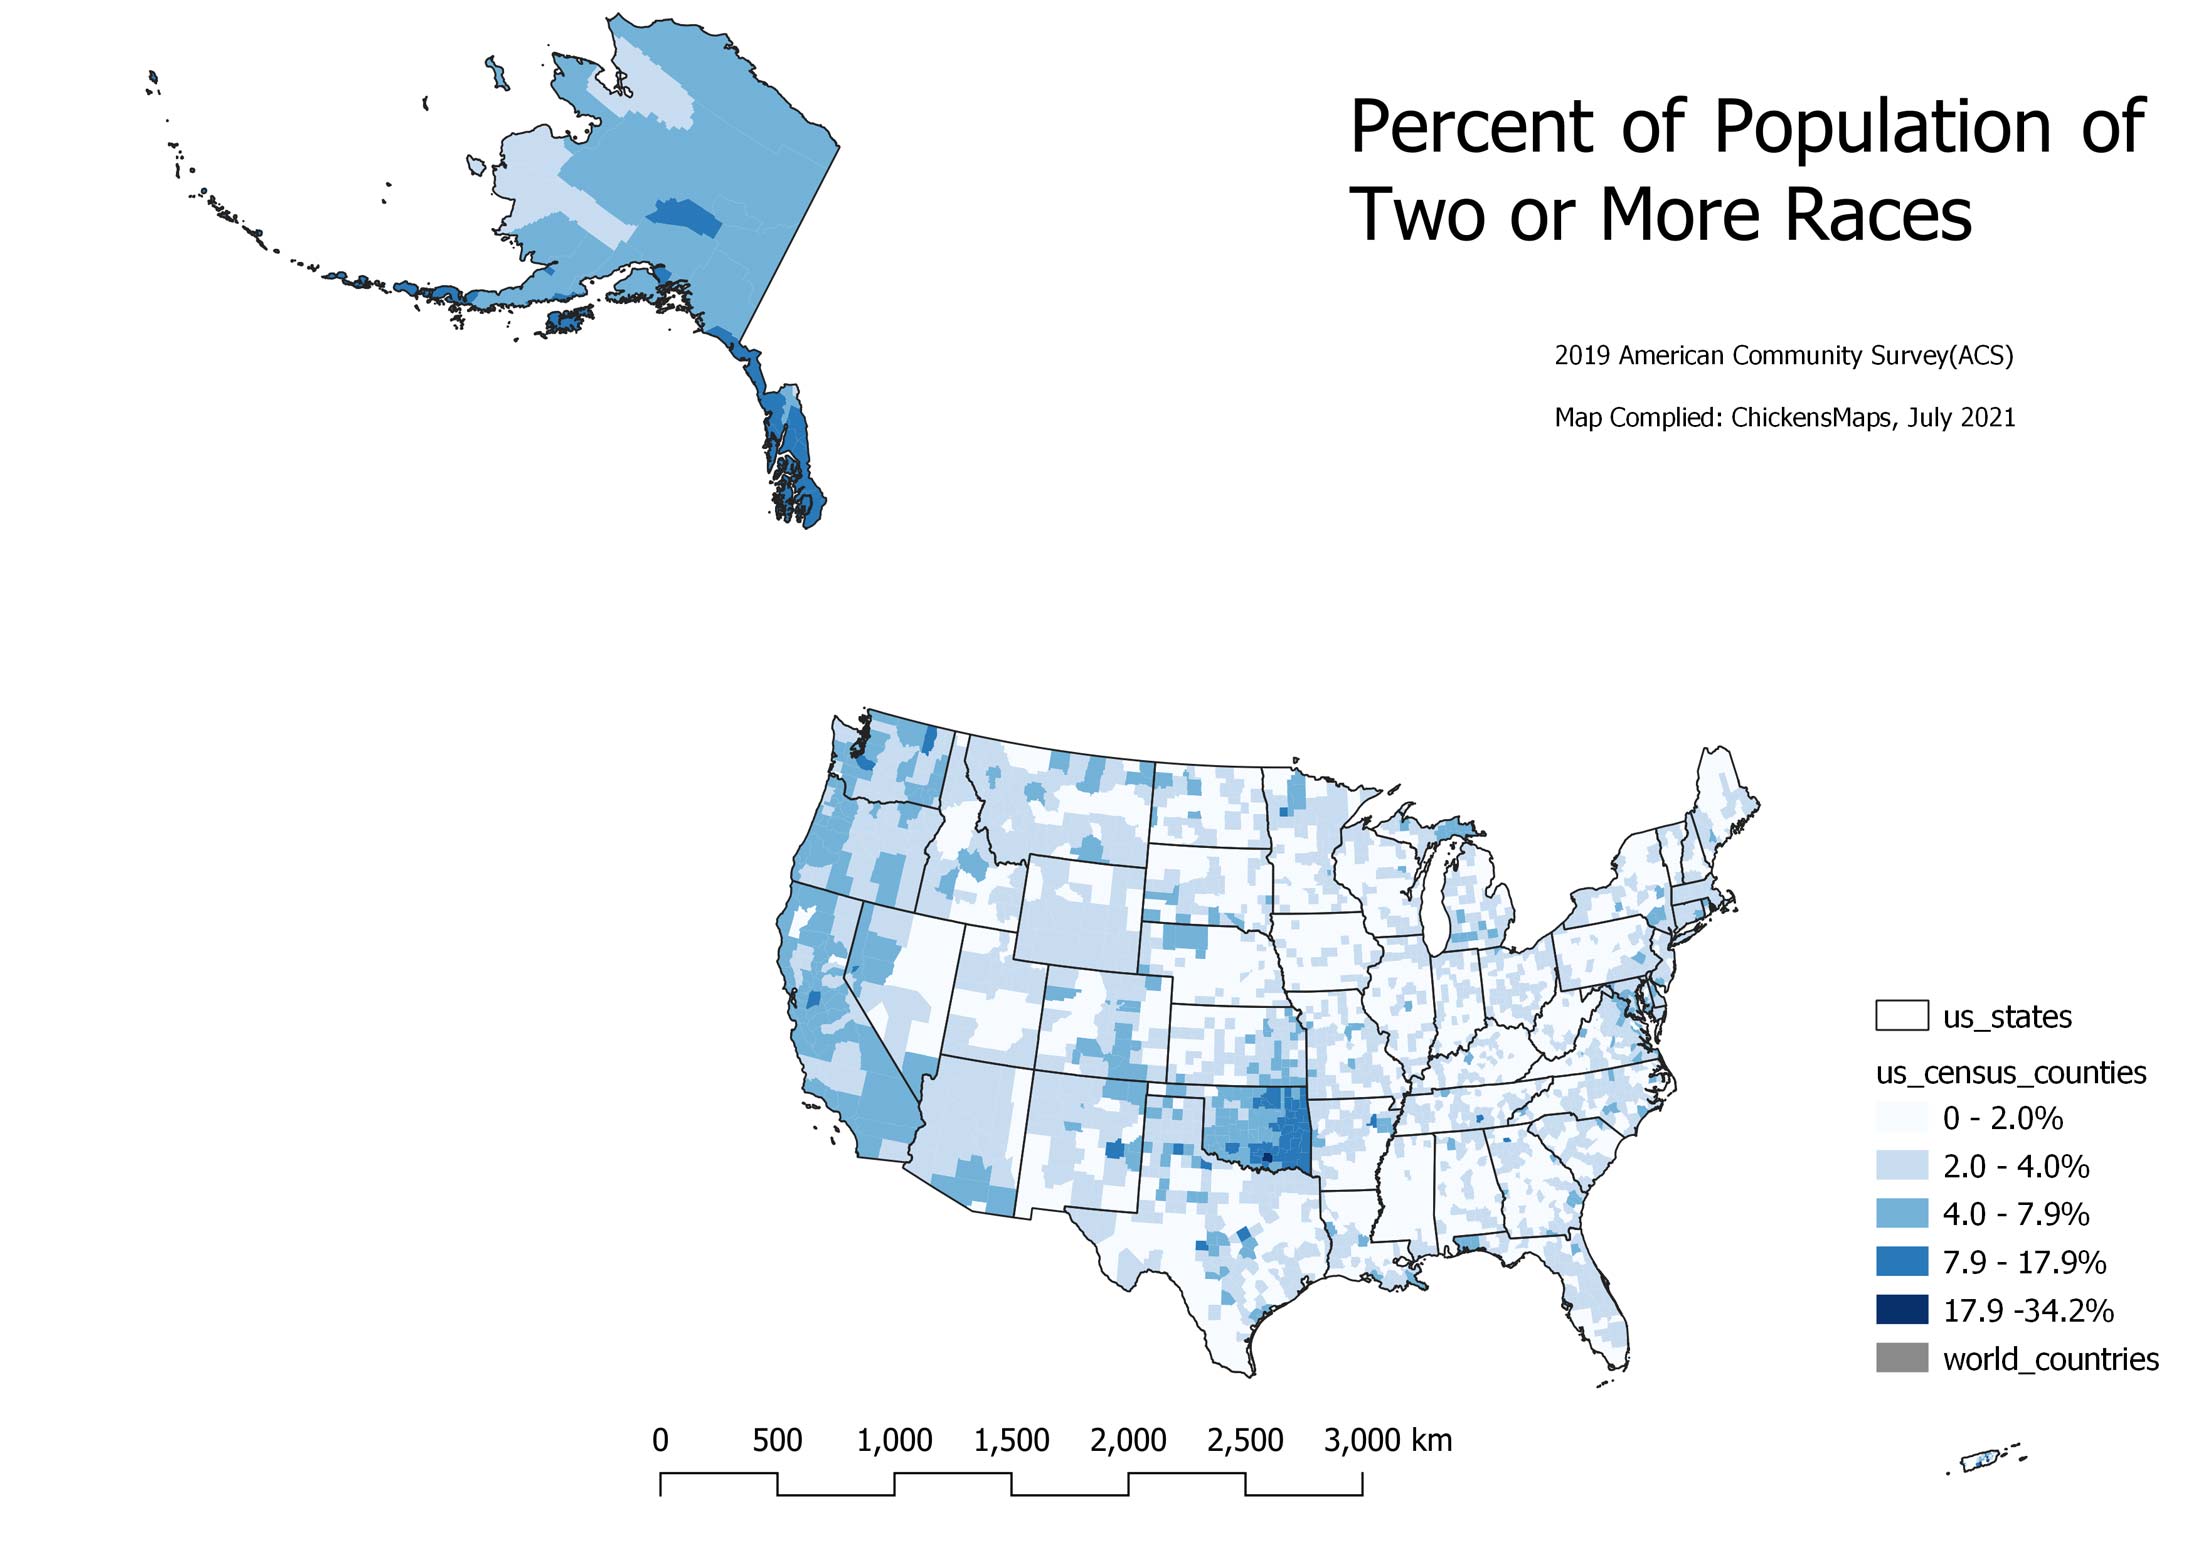 Percent of Population of
Two or More Races
2019 American Community Survey(ACS)
Map Complied: ChickensMaps, July 2021
us_states
us_census_counties
0 - 2.0%
2.0 - 4.0%
4.0 - 7.9%
7.9 - 17.9%
17.9 -34.2%
world_countries
0 500 1,000 1,500 2,000 2,500 3,000 km